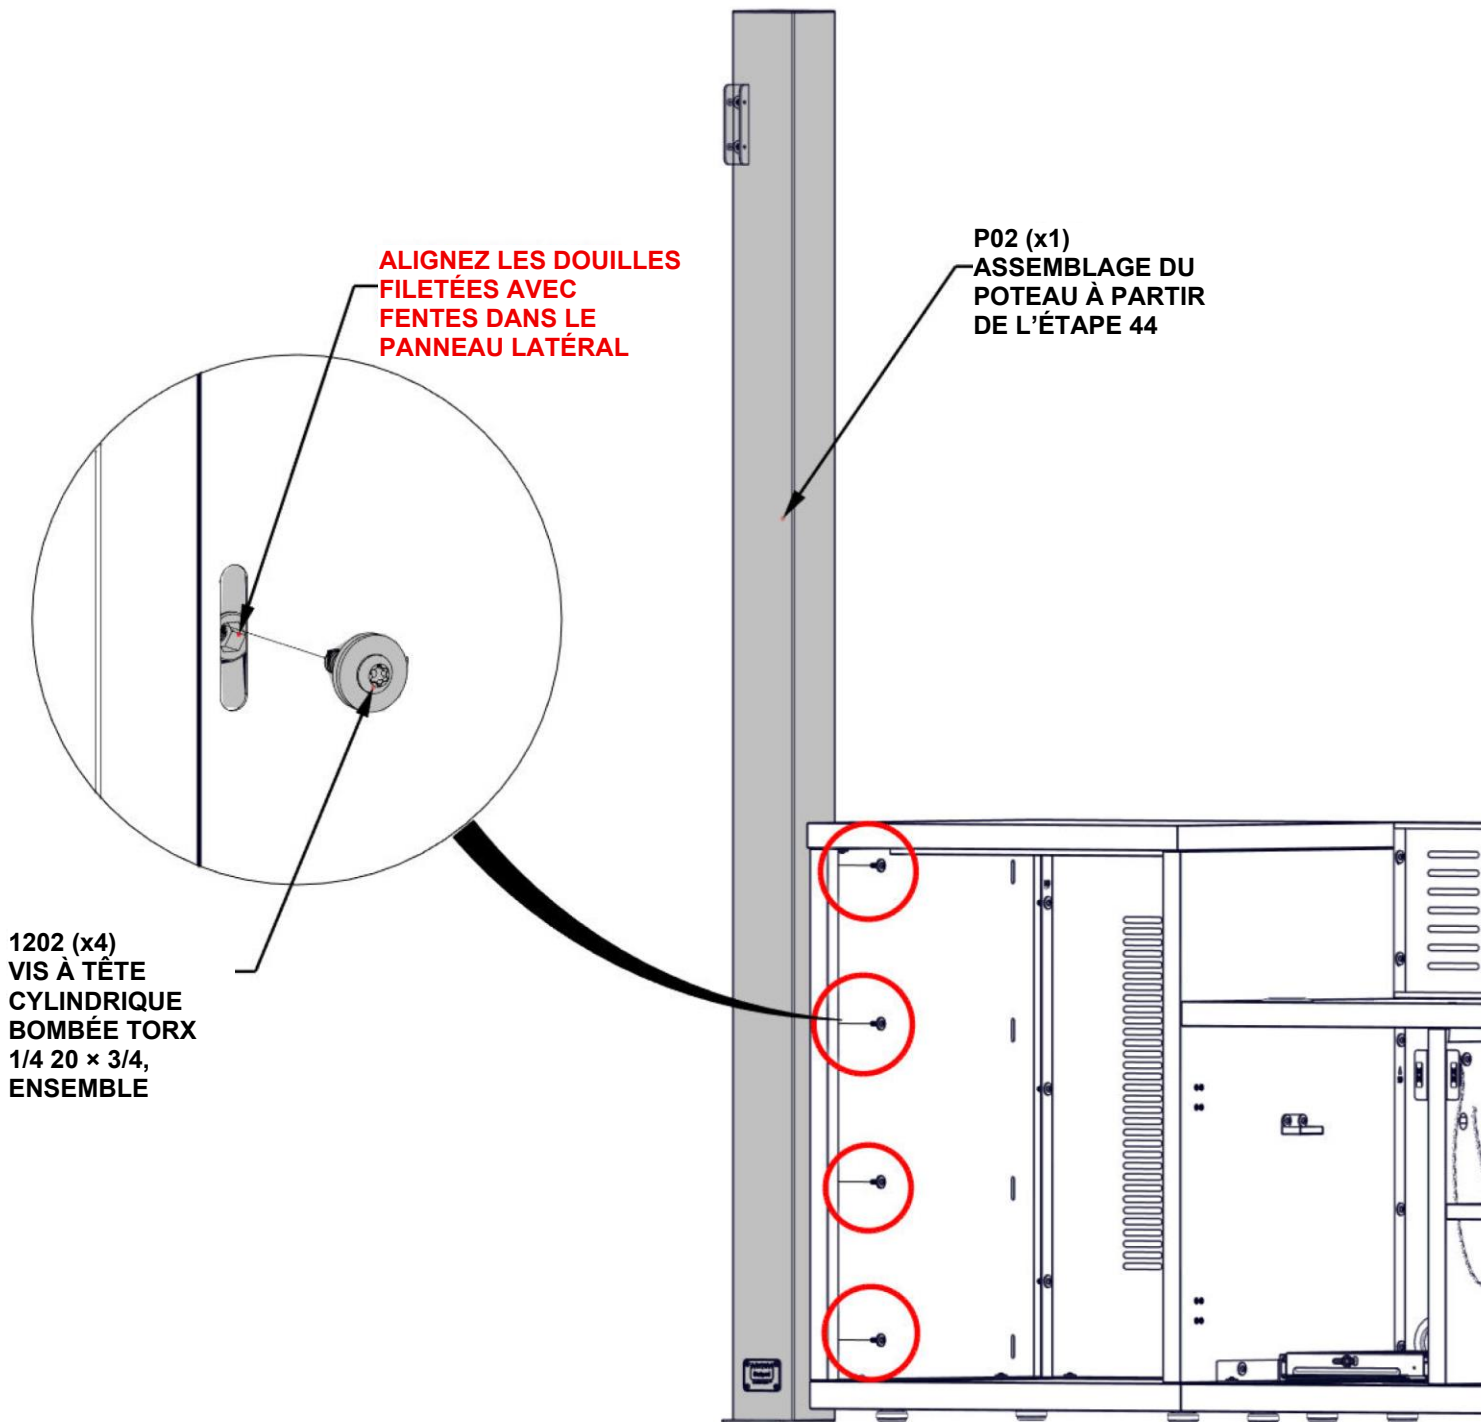 P02 (x1)
ASSEMBLAGE DU
POTEAU À PARTIR
DE L’ÉTAPE 44
ALIGNEZ LES DOUILLES
FILETÉES AVEC
FENTES DANS LE
PANNEAU LATÉRAL
1202 (x4)
VIS À TÊTE
CYLINDRIQUE
BOMBÉE TORX
1/4 20 × 3/4,
ENSEMBLE